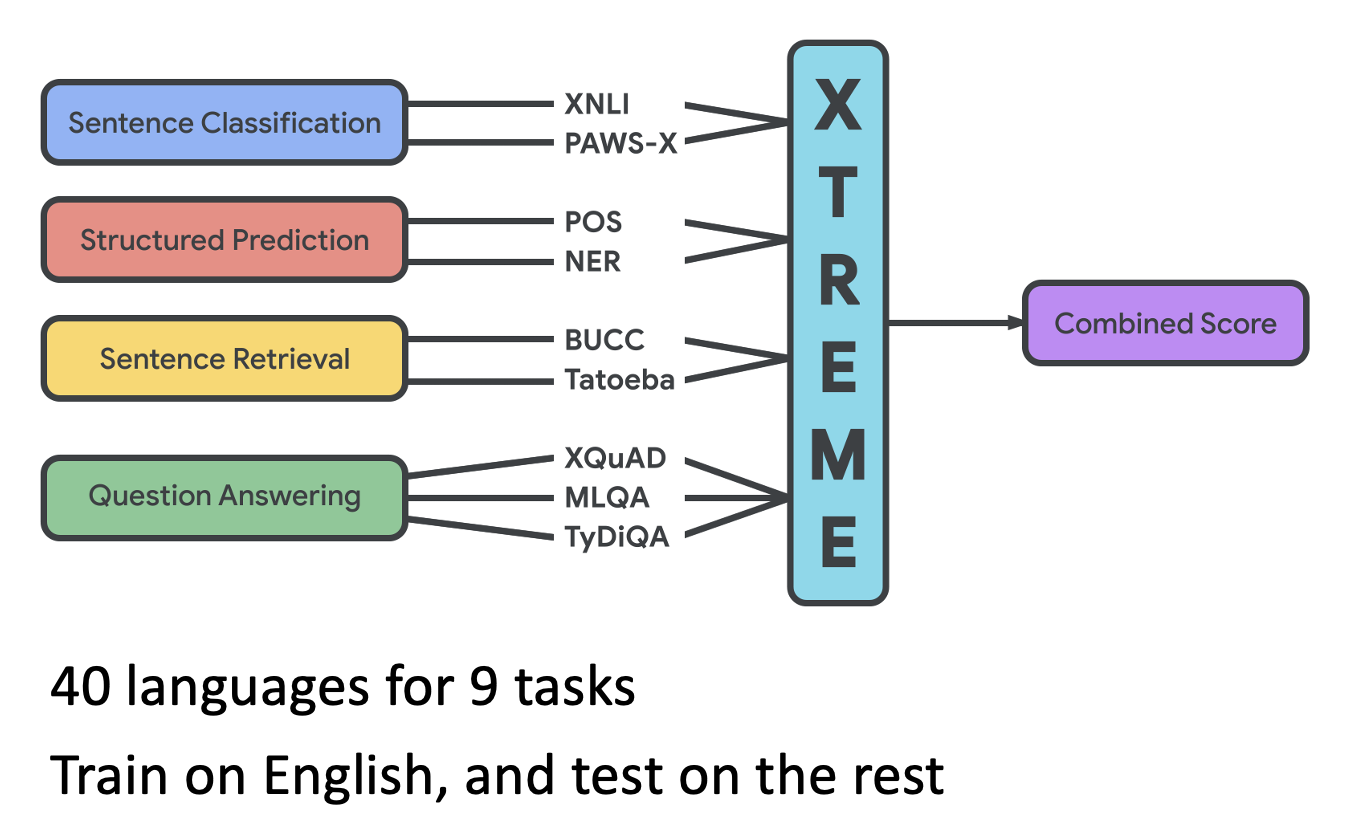 Sentence Classification
XNLI
PAWS-X
Structured Prediction
POS
NER
Sentence Retrieval
BUCC
Tatoeba
Question Answering
XQuAD
MLQA
TyDiQA
X
T
R
E
M
E
Combined Score
40 languages for 9 tasks
Train on English, and test on the rest